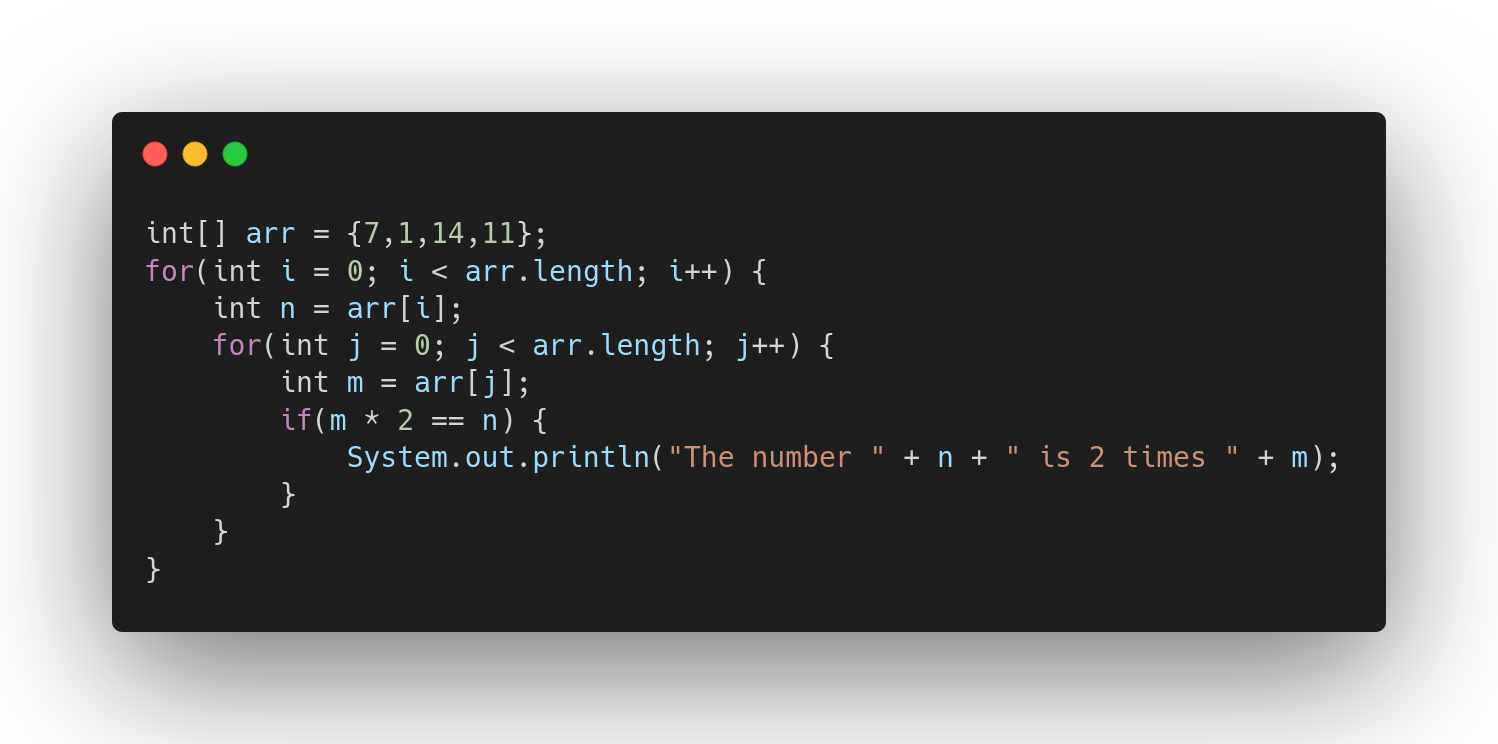 int[] arr = {7,1,14,11};
for(int i = 0; i < arr.length; i++) {
    int n = arr[i];
    for(int j = 0; j < arr.length; j++) {
        int m = arr[j];
        if(m * 2 == n) {
            System.out.println("The number " + n + " is 2 times " + m);
        }
    }
}